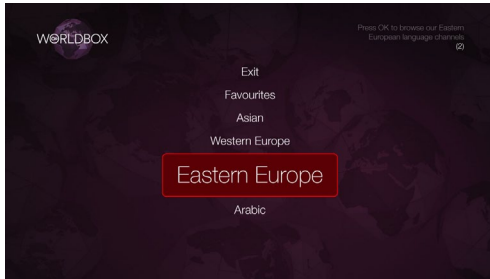 WORLDBOX
Press OK to browse our Eastern
European language channels
(2)
Exit
Favourites
Asian
Western Europe
Eastern Europe
Arabic